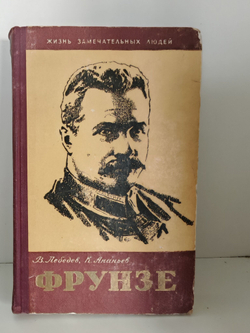 ЖИЗНЬ ЗАМЕЧАТЕЛЬНЫХ ЛЮДЕЙ
В. Лебедев, К. Ананьев
ФРУНЗЕ